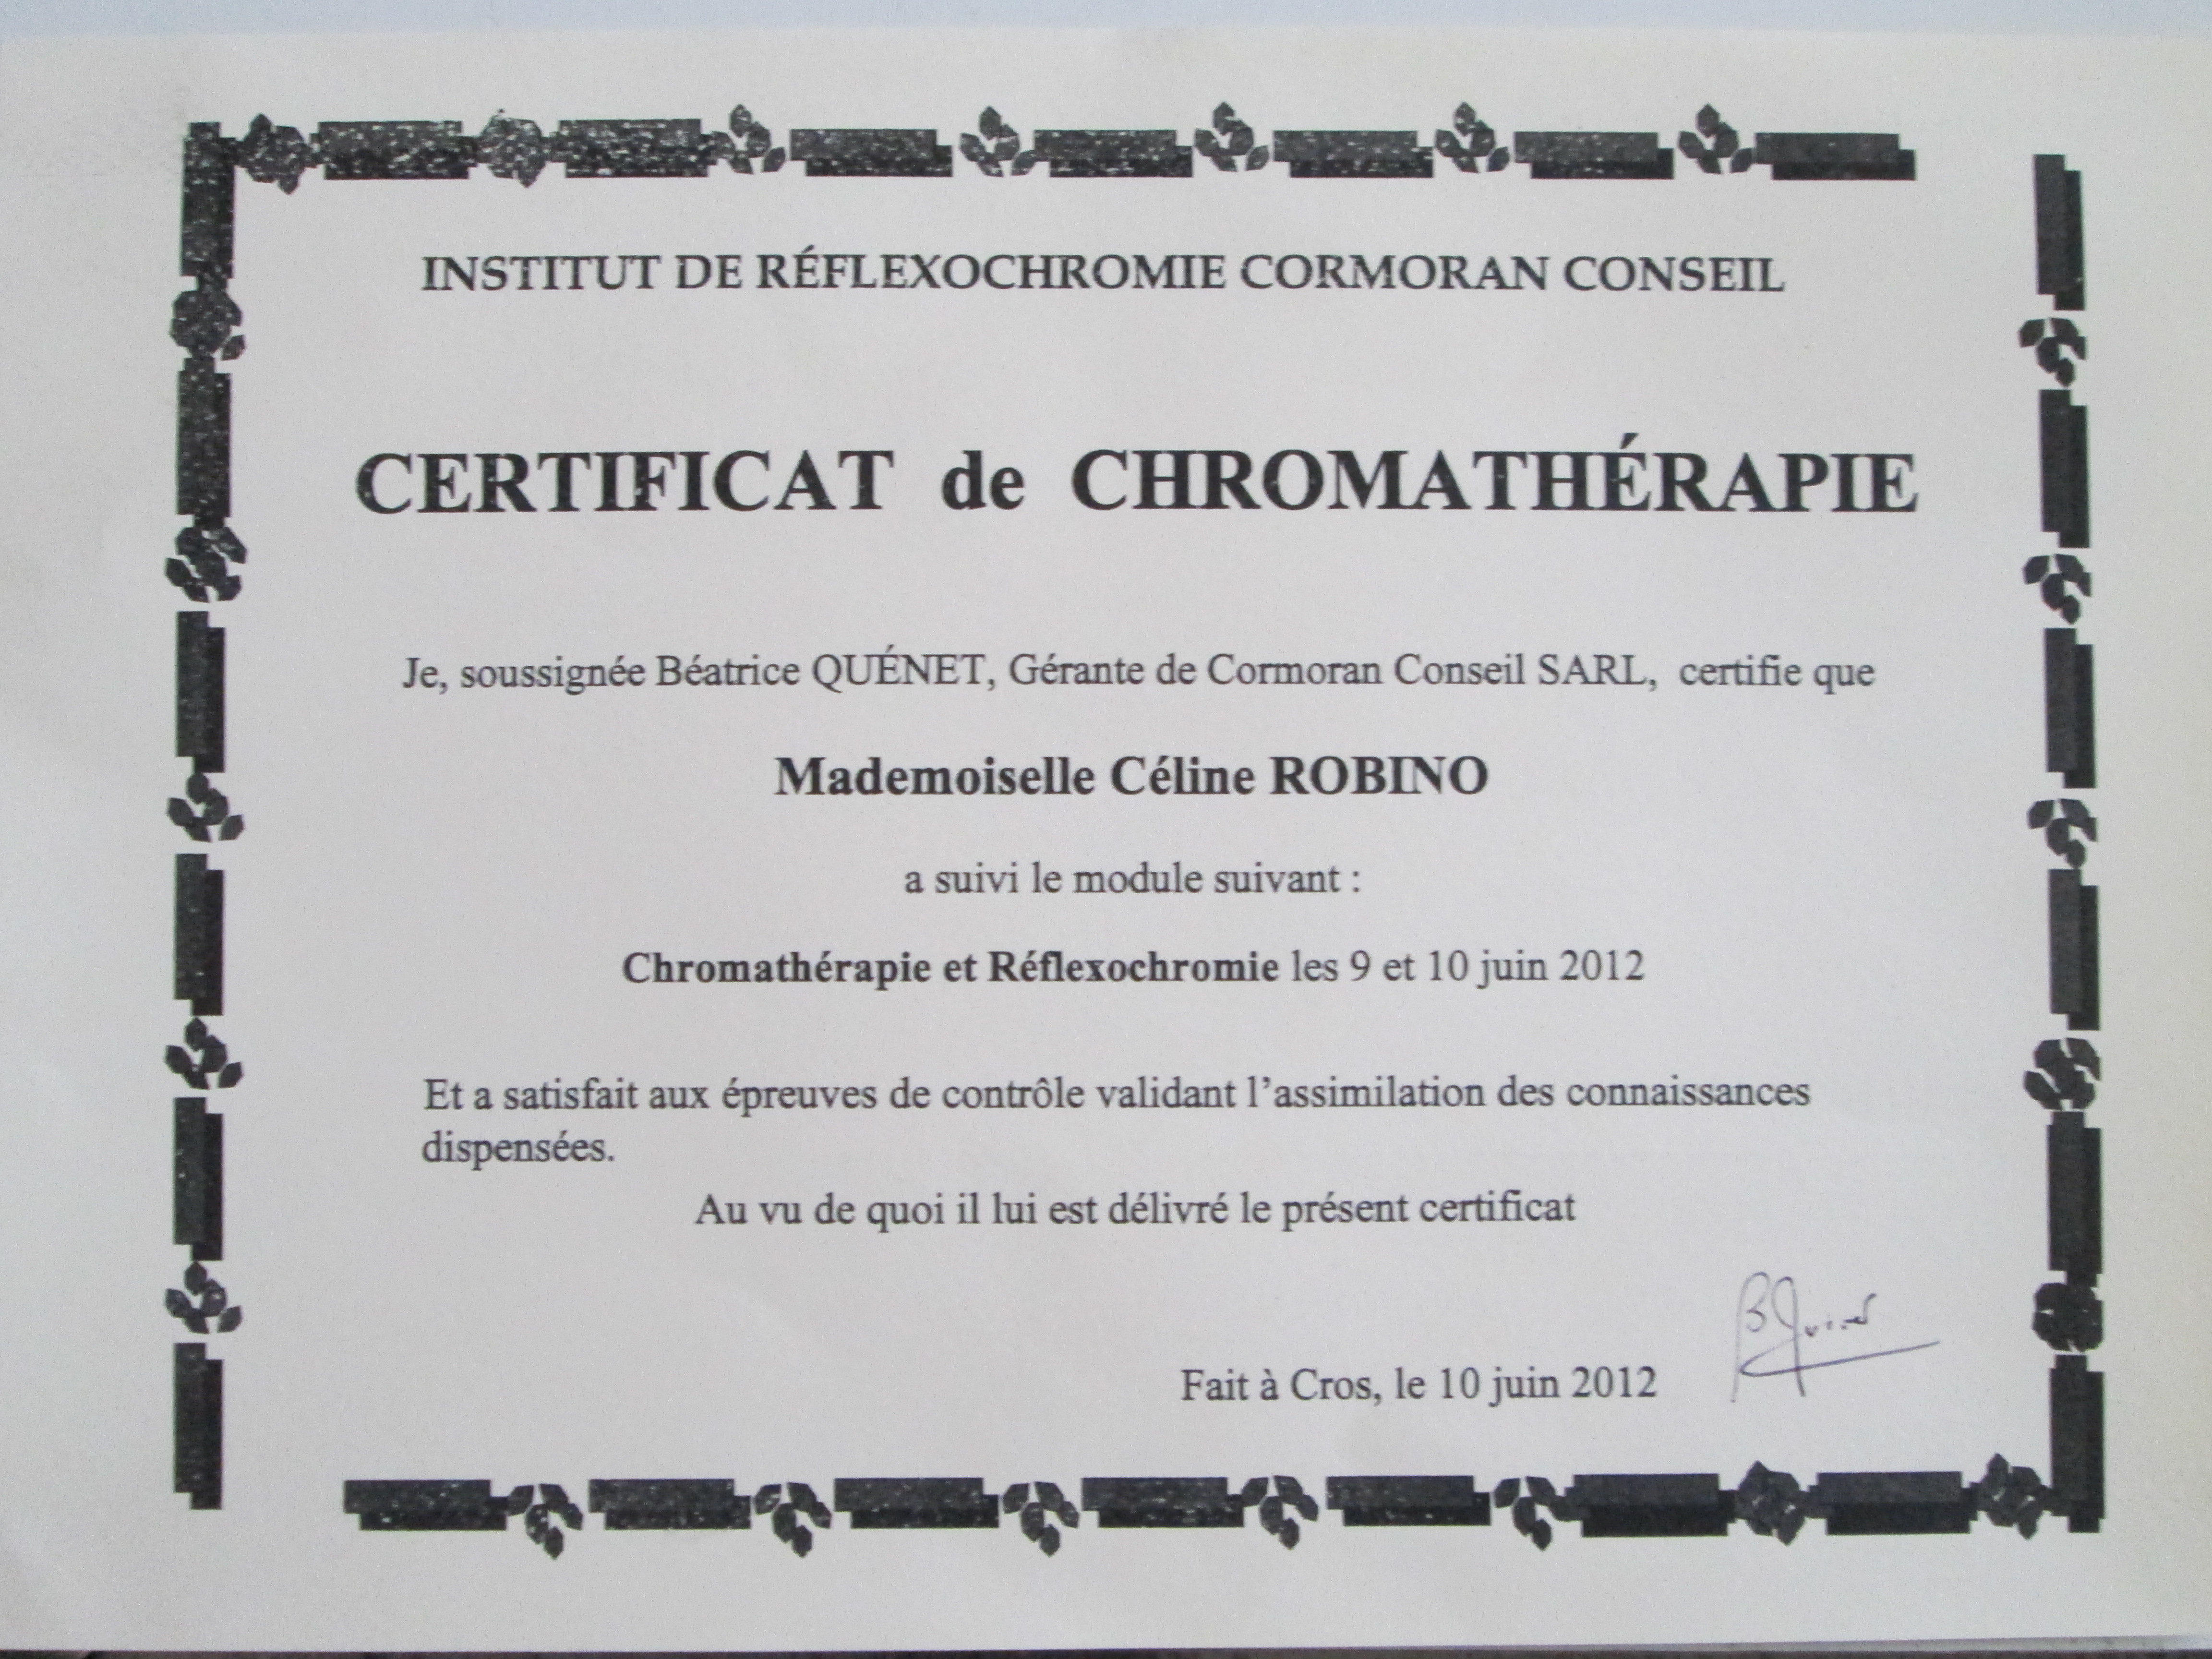 INSTITUT DE RÉFLEXOCHROMIE CORMORAN CONSEIL
CERTIFICAT de CHROMATHÉRAPIE
Je, soussignée Béatrice QUÉNET, Gérante de Cormoran Conseil SARL, certifie que
Mademoiselle Céline ROBINO
a suivi le module suivant :
Chromathérapie et Réflexochromie les 9 et 10 juin 2012
Et a satisfait aux épreuves de contrôle validant l’assimilation des connaissances
dispensées.
Au vu de quoi il lui est délivré le présent certificat
Fait à Cros, le 10 juin 2012